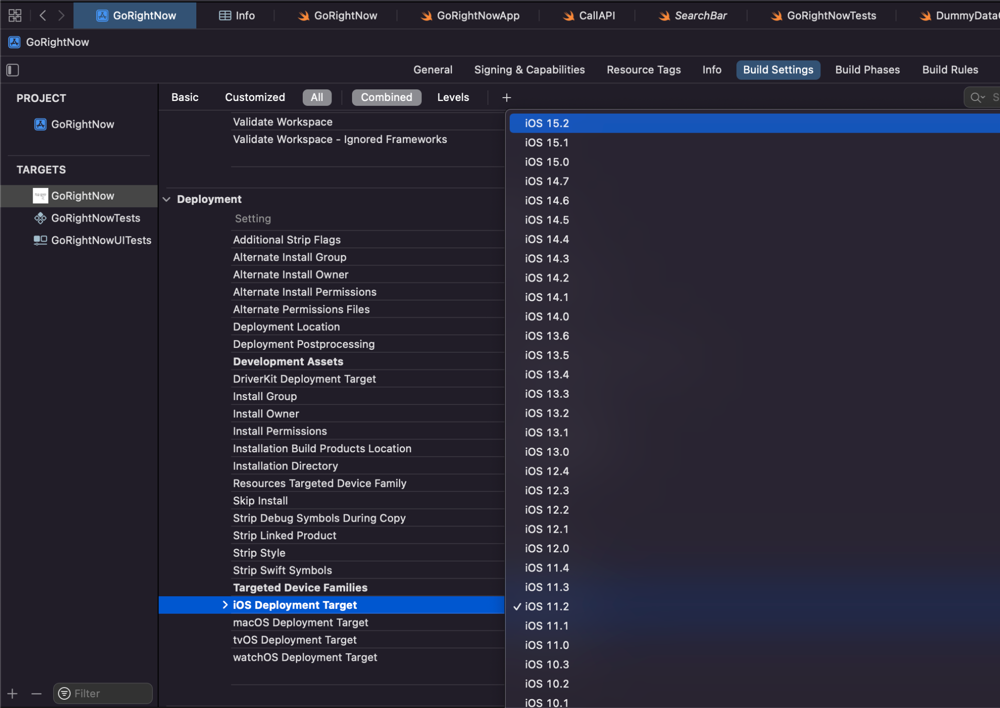 GoRightNow
Info
GoRightNow
GoRightNowApp
CallAPI
SearchBar
GoRightNowTests
DummyData
GoRightNow
General
Signing & Capabilities
Resource Tags
Info
Build Settings
Build Phases
Build Rules
PROJECT
GoRightNow
TARGETS
GoRightNow
GoRightNowTests
GoRightNowUITests
Filter
Basic
Customized
All
Combined
Levels
S
Validate Workspace
Validate Workspace - Ignored Frameworks
Deployment
Setting
Additional Strip Flags
Alternate Install Group
Alternate Install Owner
Alternate Install Permissions
Alternate Permissions Files
Deployment Location
Deployment Postprocessing
Development Assets
DriverKit Deployment Target
Install Group
Install Owner
Install Permissions
Installation Build Products Location
Installation Directory
Resources Targeted Device Family
Skip Install
Strip Debug Symbols During Copy
Strip Linked Product
Strip Style
Strip Swift Symbols
Targeted Device Families
iOS Deployment Target
macOS Deployment Target
tvOS Deployment Target
watchOS Deployment Target
iOS 15.2
iOS 15.1
iOS 15.0
iOS 14.7
iOS 14.6
iOS 14.5
iOS 14.4
iOS 14.3
iOS 14.2
iOS 14.1
iOS 14.0
iOS 13.6
iOS 13.5
iOS 13.4
iOS 13.3
iOS 13.2
iOS 13.1
iOS 13.0
iOS 12.4
iOS 12.3
iOS 12.2
iOS 12.1
iOS 12.0
iOS 11.4
iOS 11.3
✓ iOS 11.2
iOS 11.1
iOS 11.0
iOS 10.3
iOS 10.2
iOS 10.1